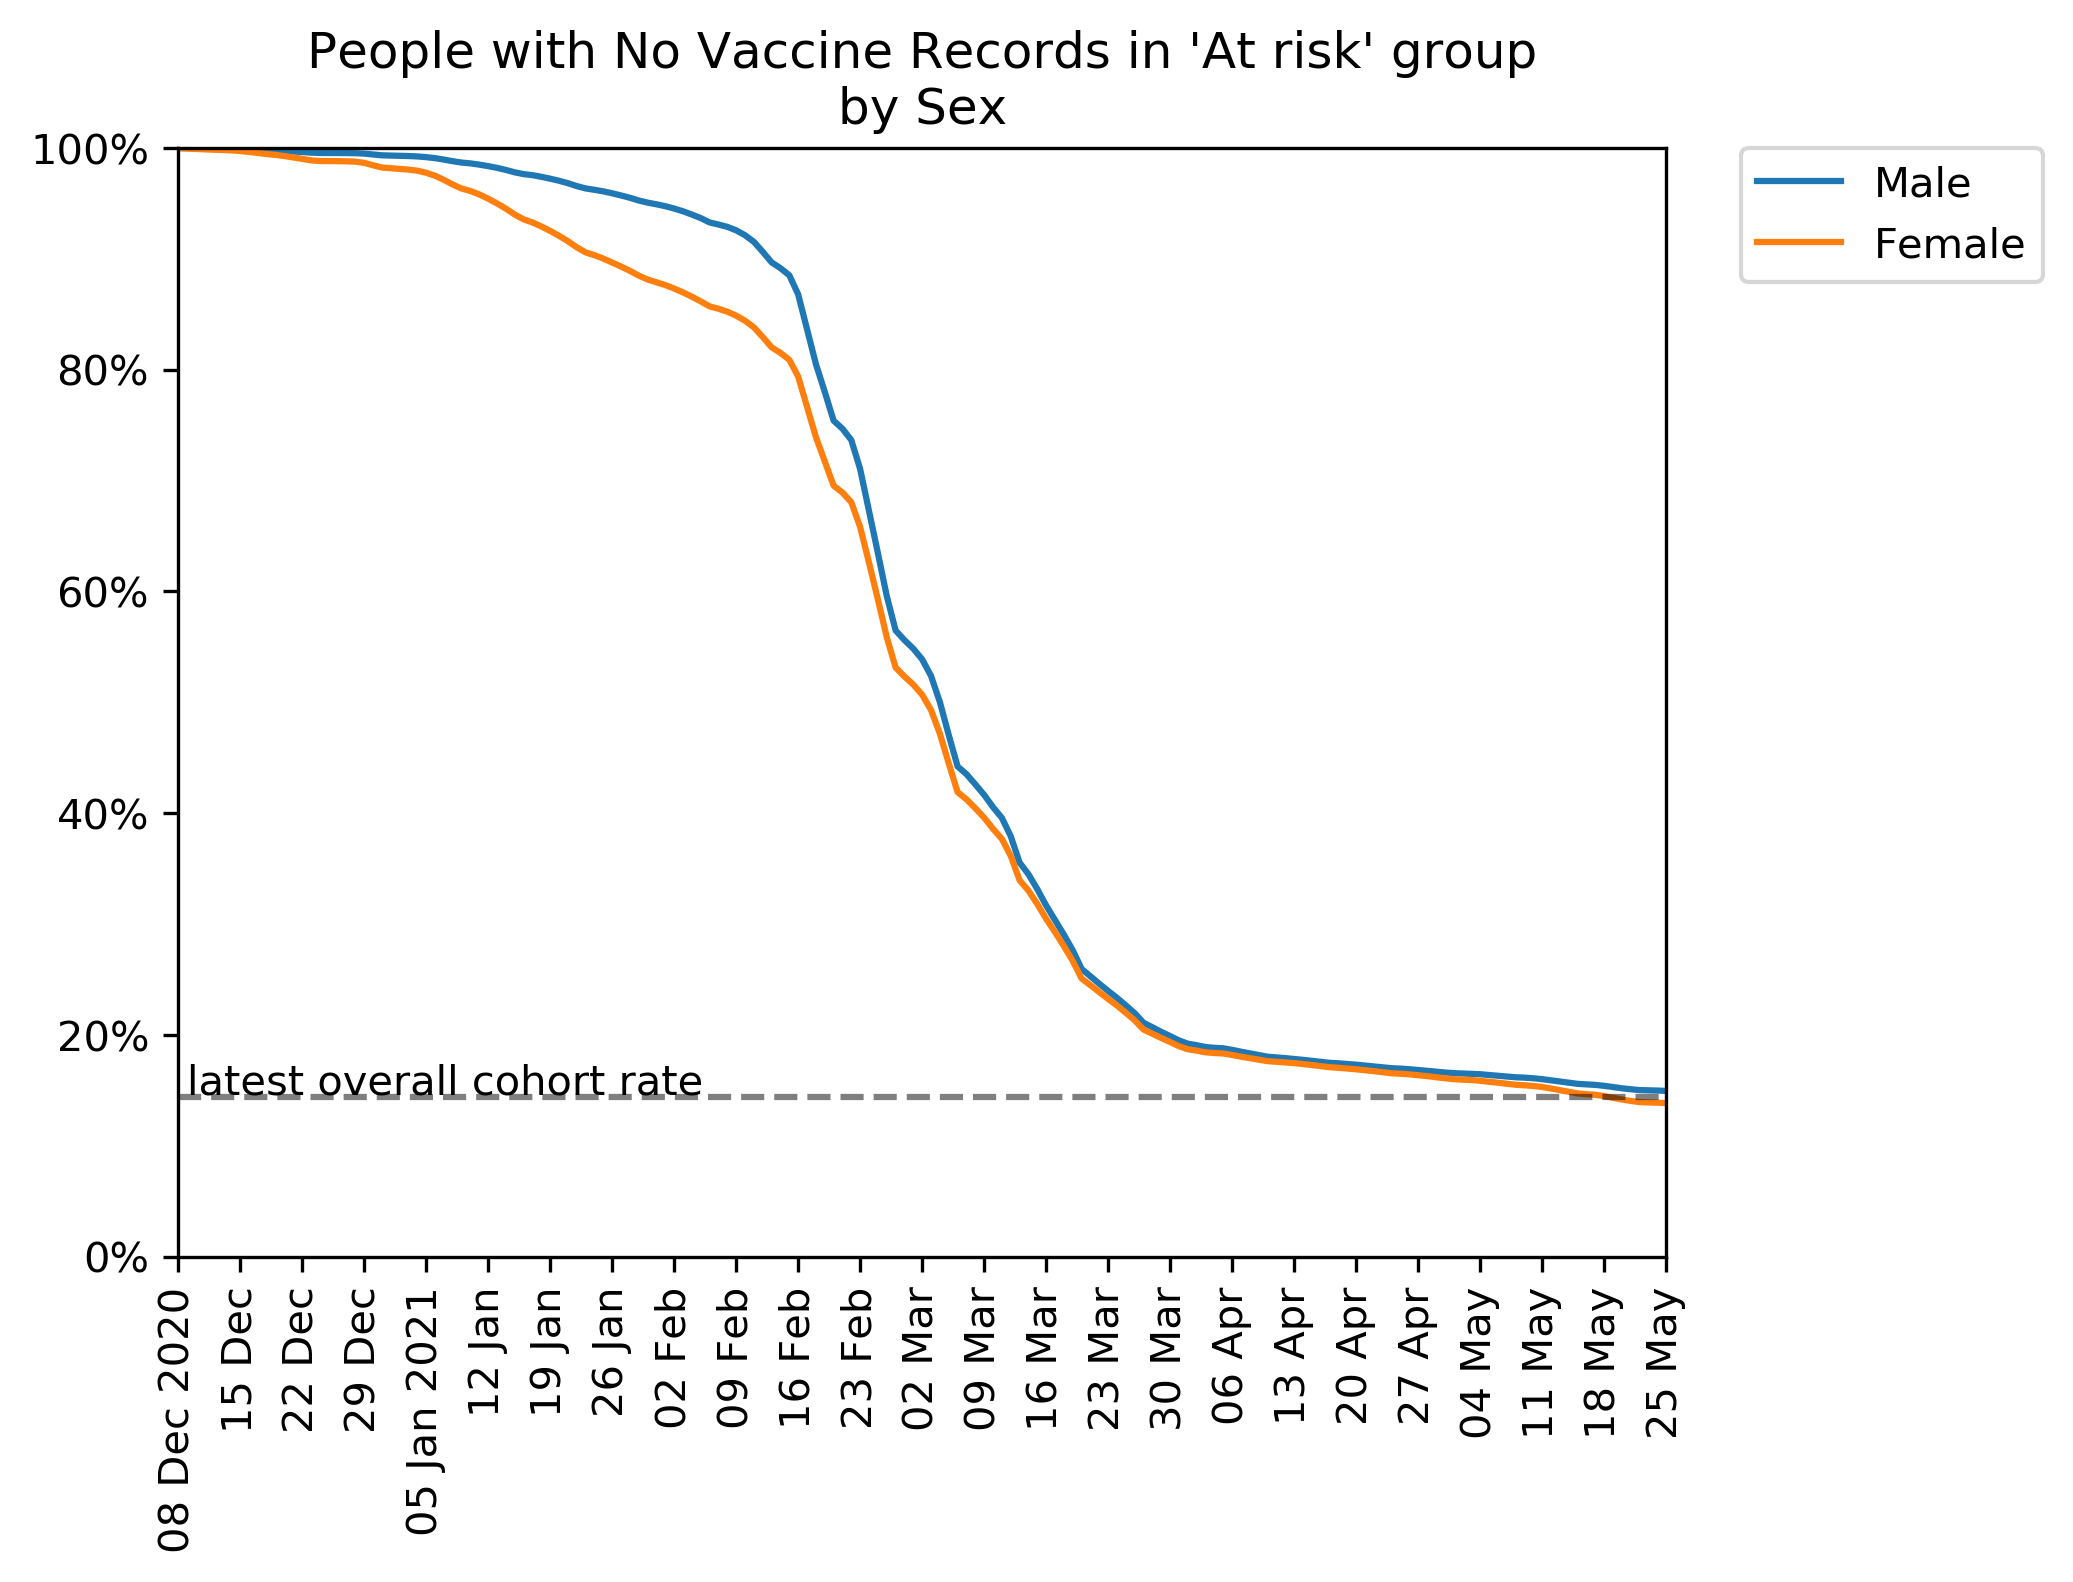 People with No Vaccine Records in 'At risk' group
by Sex
100%
80%
60%
40%
20%
0%
latest overall cohort rate
Male
Female
08 Dec 2020
15 Dec
22 Dec
29 Dec
05 Jan 2021
12 Jan
19 Jan
26 Jan
02 Feb
09 Feb
16 Feb
23 Feb
02 Mar
09 Mar
16 Mar
23 Mar
30 Mar
06 Apr
13 Apr
20 Apr
27 Apr
04 May
11 May
18 May
25 May